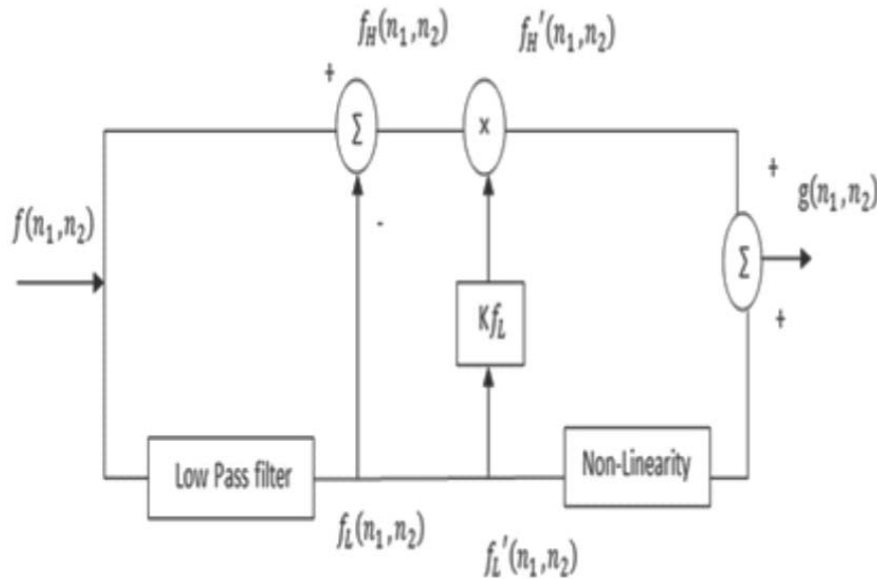 f_H(n_1,n_2)
f_H'(n_1,n_2)
+
Σ
×
+
f(n_1,n_2)
-
g(n_1,n_2)
Σ
Kf_L
+
Low Pass filter
Non-Linearity
f_L(n_1,n_2)
f_L'(n_1,n_2)